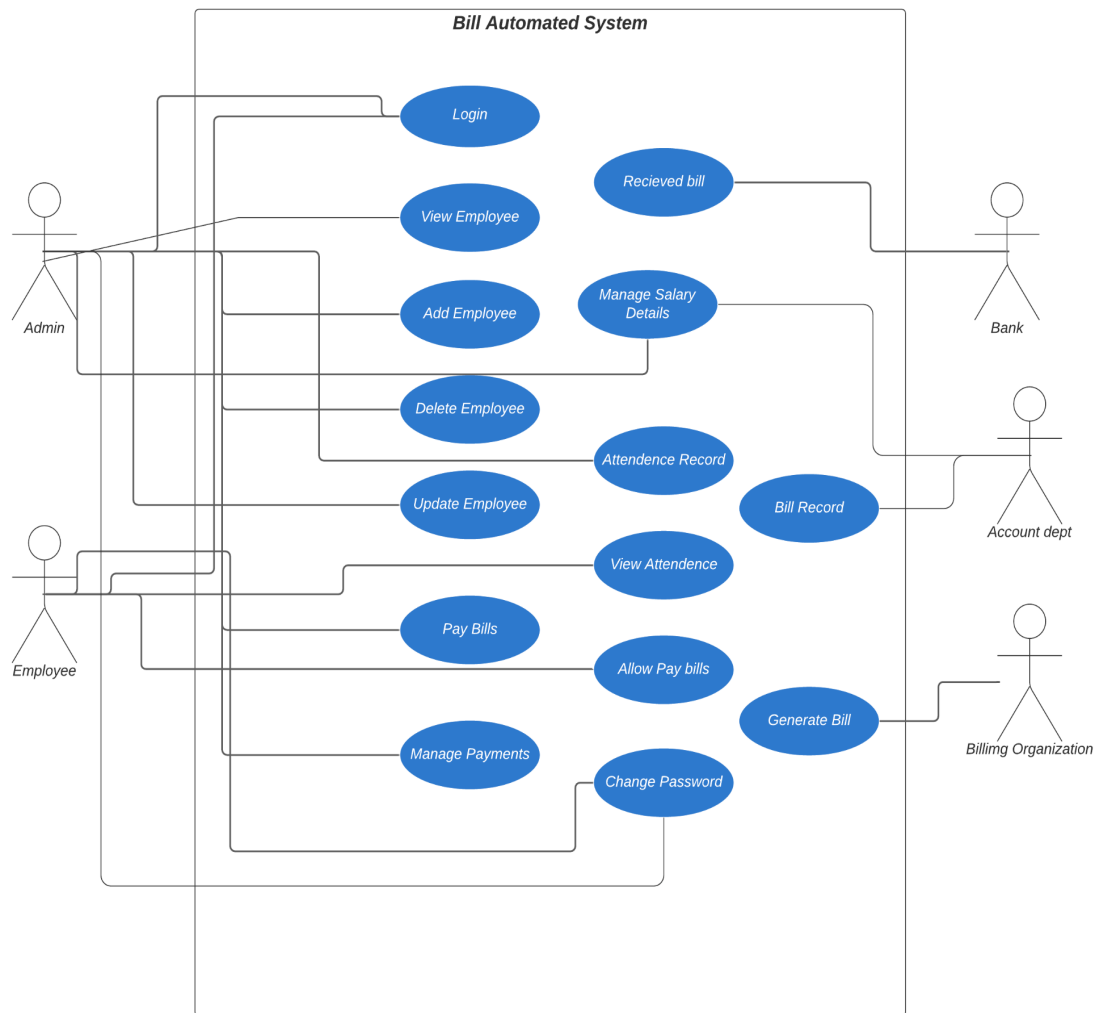 Bill Automated System
Login
Recieved bill
View Employee
Admin
Add Employee
Manage Salary
Details
Bank
Delete Employee
Attendence Record
Update Employee
Bill Record
Account dept
View Attendence
Employee
Pay Bills
Allow Pay bills
Generate Bill
Billimg Organization
Manage Payments
Change Password